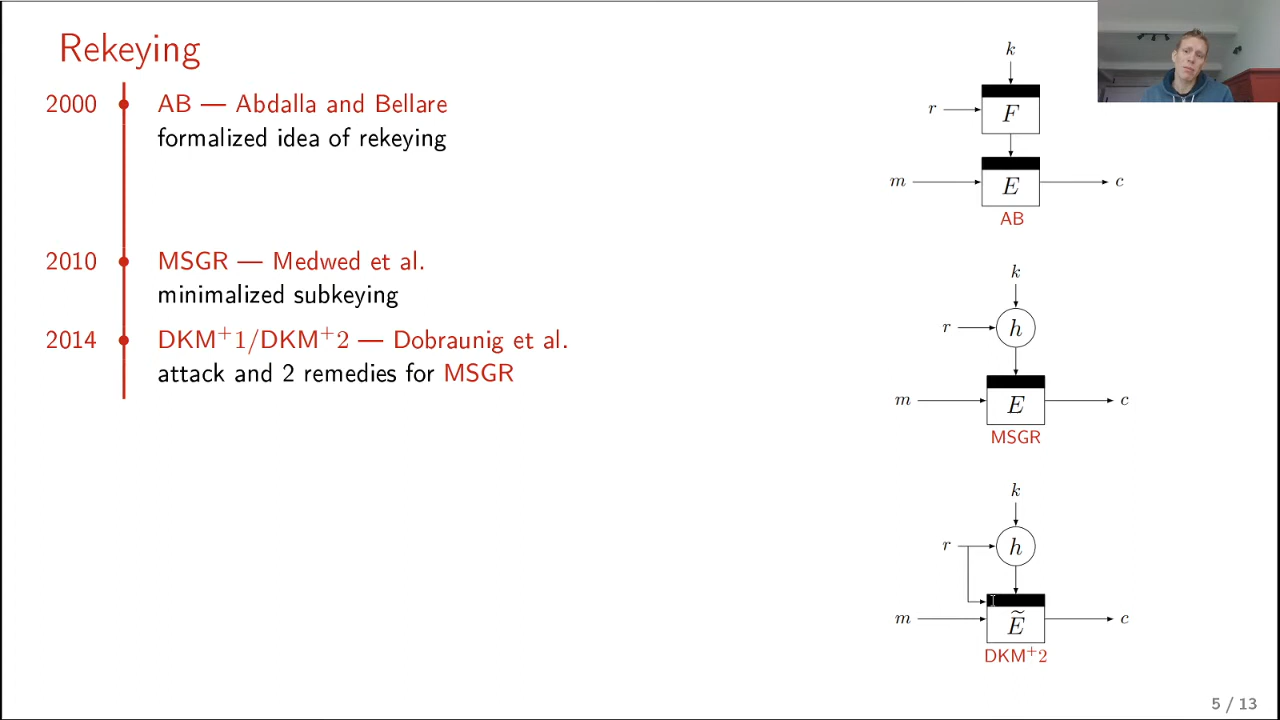 Rekeying
2000
AB — Abdalla and Bellare
formalized idea of rekeying
2010
MSGR — Medwed et al.
minimalized subkeying
2014
DKM⁺1/DKM⁺2 — Dobraunig et al.
attack and 2 remedies for MSGR
k
r
F
m
E
c
AB
k
r
h
m
E
c
MSGR
k
r
h
m
Ẽ
c
DKM⁺2
5 / 13